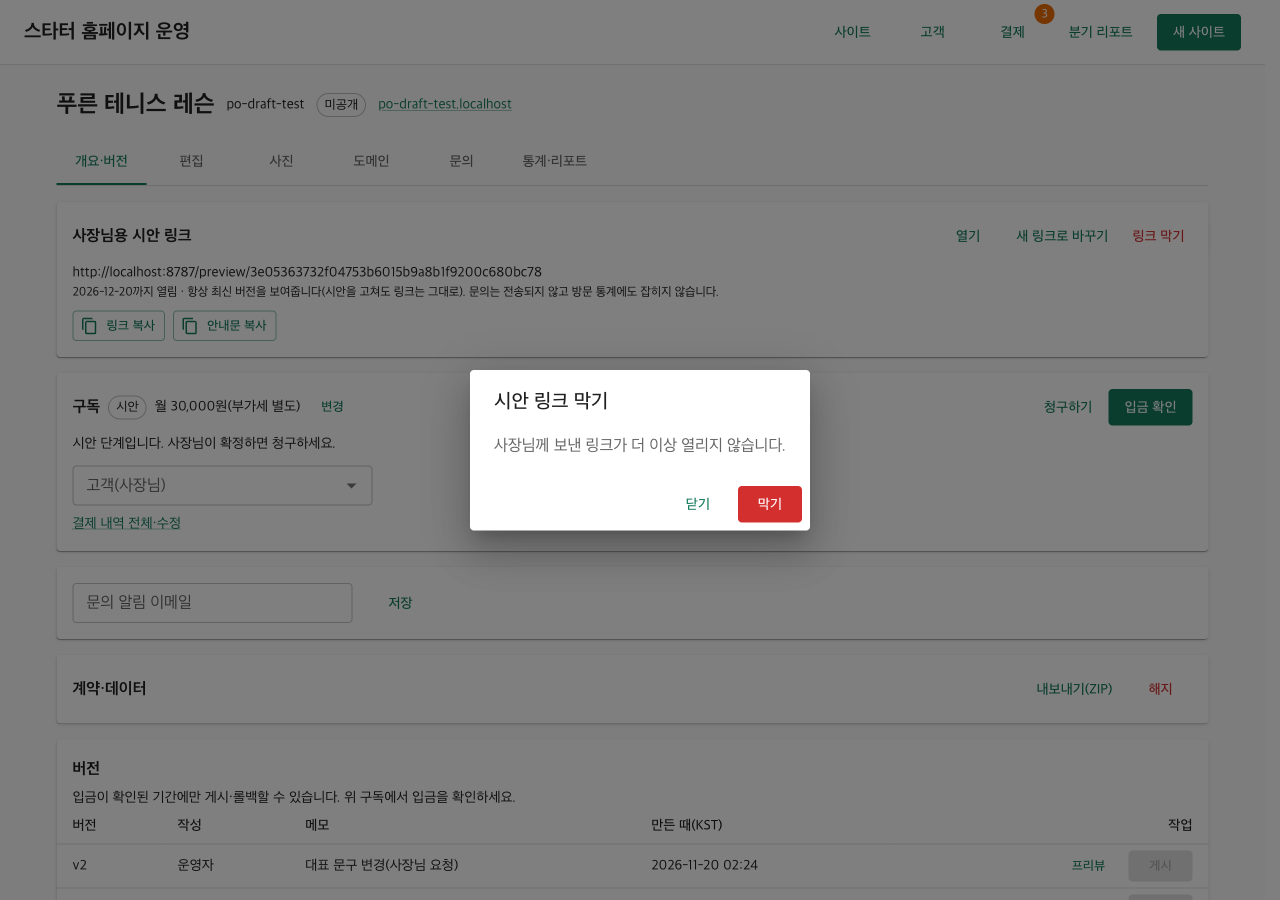 스타터 홈페이지 운영
사이트 고객 결제 3 분기 리포트 새 사이트
푸른 테니스 레슨 po-draft-test 미공개 po-draft-test.localhost
개요·버전 편집 사진 도메인 문의 통계·리포트
사장님용 시안 링크 열기 새 링크로 바꾸기 링크 막기
http://localhost:8787/preview/3e05363732f04753b6015b9a8b1f9200c680bc78
2026-12-20까지 열림 · 항상 최신 버전을 보여줍니다(시안을 고쳐도 링크는 그대로). 문의는 전송되지 않고 방문 통계에도 잡히지 않습니다.
링크 복사 안내문 복사
구독 시안 월 30,000원(부가세 별도) 변경 청구하기 입금 확인
시안 단계입니다. 사장님이 확정하면 청구하세요.
고객(사장님)
결제 내역 전체·수정
시안 링크 막기
사장님께 보낸 링크가 더 이상 열리지 않습니다.
닫기 막기
문의 알림 이메일 저장
계약·데이터 내보내기(ZIP) 해지
버전
입금이 확인된 기간에만 게시·롤백할 수 있습니다. 위 구독에서 입금을 확인하세요.
버전 작성 메모 만든 때(KST) 작업
v2 운영자 대표 문구 변경(사장님 요청) 2026-11-20 02:24 프리뷰 게시